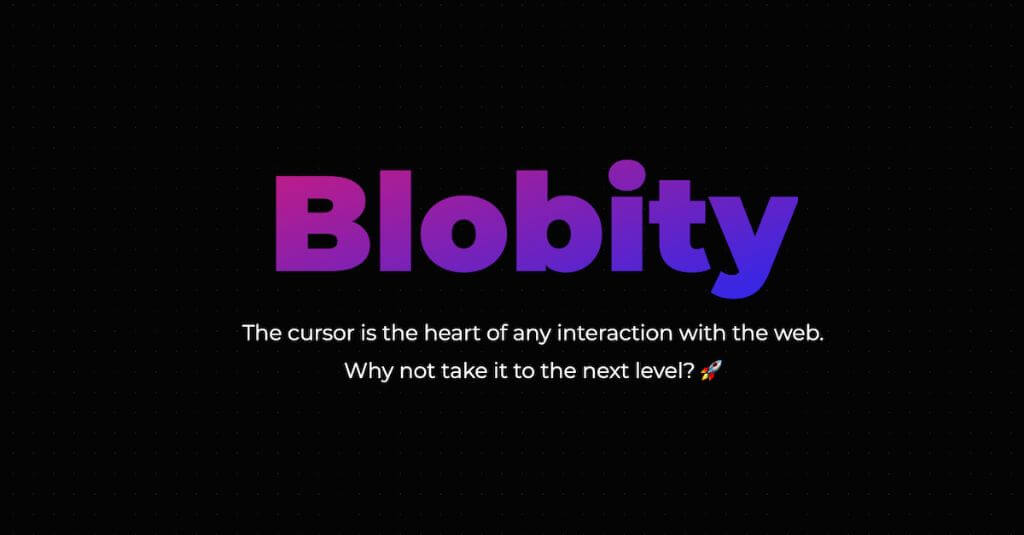 Blobity
The cursor is the heart of any interaction with the web.
Why not take it to the next level? 🚀